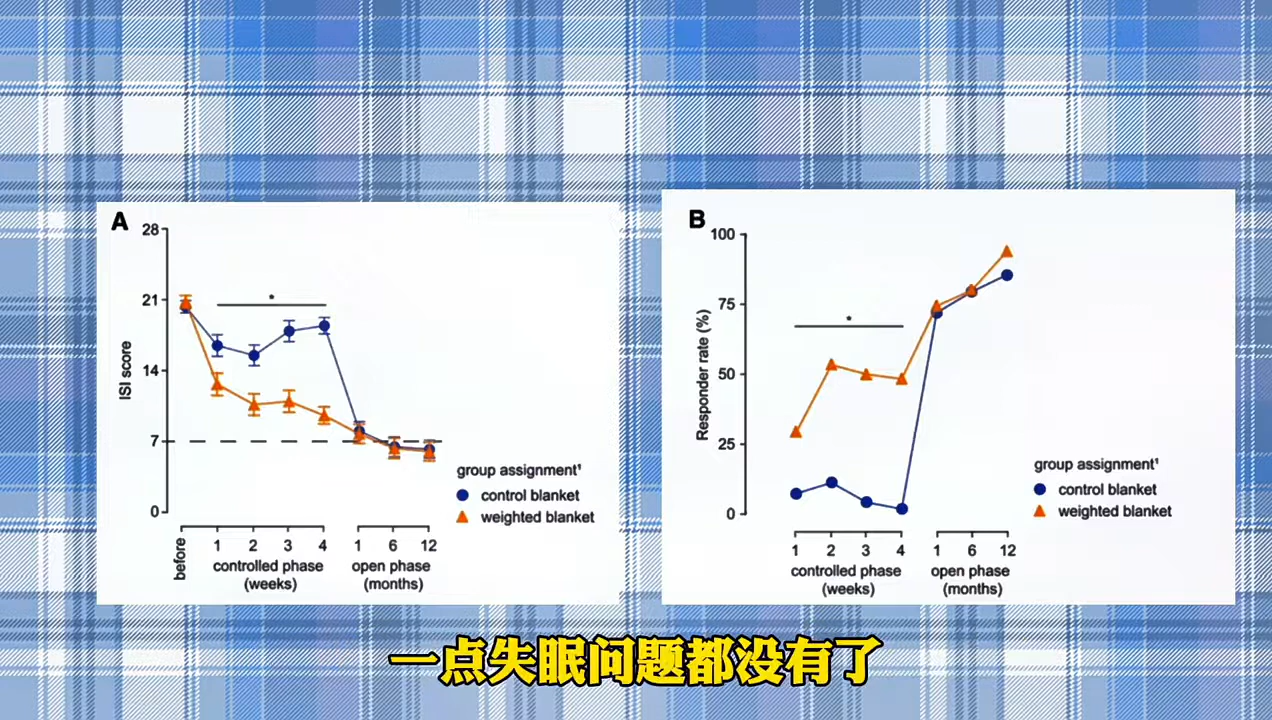 A
28
21
14
7
0
ISI score
*
before
1 2 3 4
controlled phase
(weeks)
1 6 12
open phase
(months)
group assignment¹
control blanket
weighted blanket
B
100
75
50
25
0
Responder rate (%)
*
1 2 3 4
controlled phase
(weeks)
1 6 12
open phase
(months)
group assignment¹
control blanket
weighted blanket
一点失眠问题都没有了